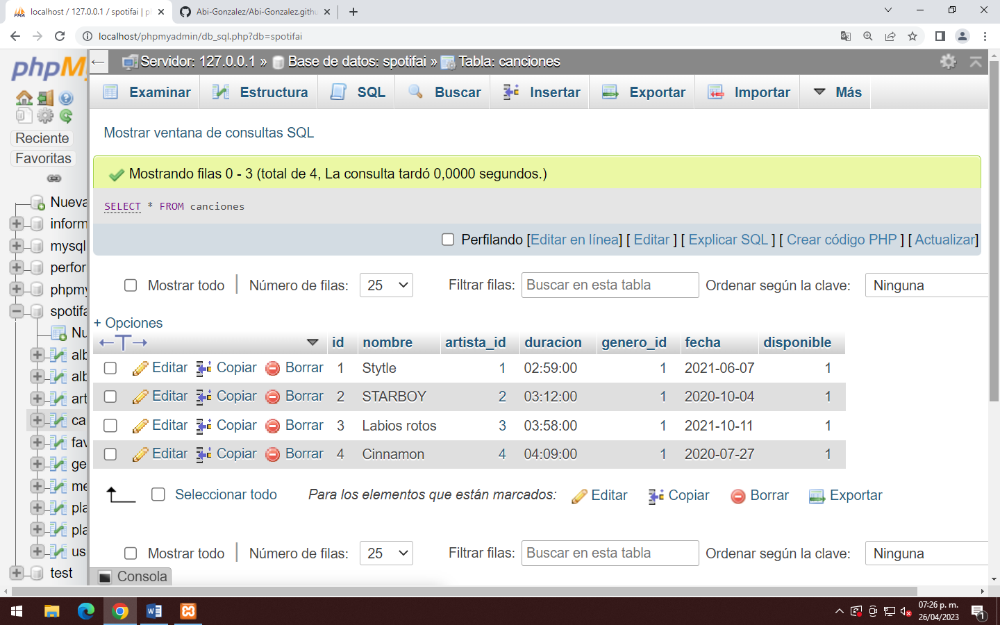 localhost / 127.0.0.1 / spotifai | p
Abi-Gonzalez/Abi-Gonzalez.githu
localhost/phpmyadmin/db_sql.php?db=spotifai
phpM
Servidor: 127.0.0.1 » Base de datos: spotifai » Tabla: canciones
Examinar Estructura SQL Buscar Insertar Exportar Importar Más
Reciente
Favoritas
Nueva
inform
mysql
perfor
phpmy
spotifa
Nu
alb
alb
art
ca
fav
ge
me
pla
pla
us
test
Mostrar ventana de consultas SQL
Mostrando filas 0 - 3 (total de 4, La consulta tardó 0,0000 segundos.)
SELECT * FROM canciones
Perfilando [Editar en línea] [ Editar ] [ Explicar SQL ] [ Crear código PHP ] [ Actualizar]
Mostrar todo Número de filas: 25 Filtrar filas: Buscar en esta tabla Ordenar según la clave: Ninguna
+ Opciones
←T→ id nombre artista_id duracion genero_id fecha disponible
Editar Copiar Borrar 1 Stytle 1 02:59:00 1 2021-06-07 1
Editar Copiar Borrar 2 STARBOY 2 03:12:00 1 2020-10-04 1
Editar Copiar Borrar 3 Labios rotos 3 03:58:00 1 2021-10-11 1
Editar Copiar Borrar 4 Cinnamon 4 04:09:00 1 2020-07-27 1
Seleccionar todo Para los elementos que están marcados: Editar Copiar Borrar Exportar
Mostrar todo Número de filas: 25 Filtrar filas: Buscar en esta tabla Ordenar según la clave: Ninguna
Consola
07:26 p. m.
26/04/2023
1